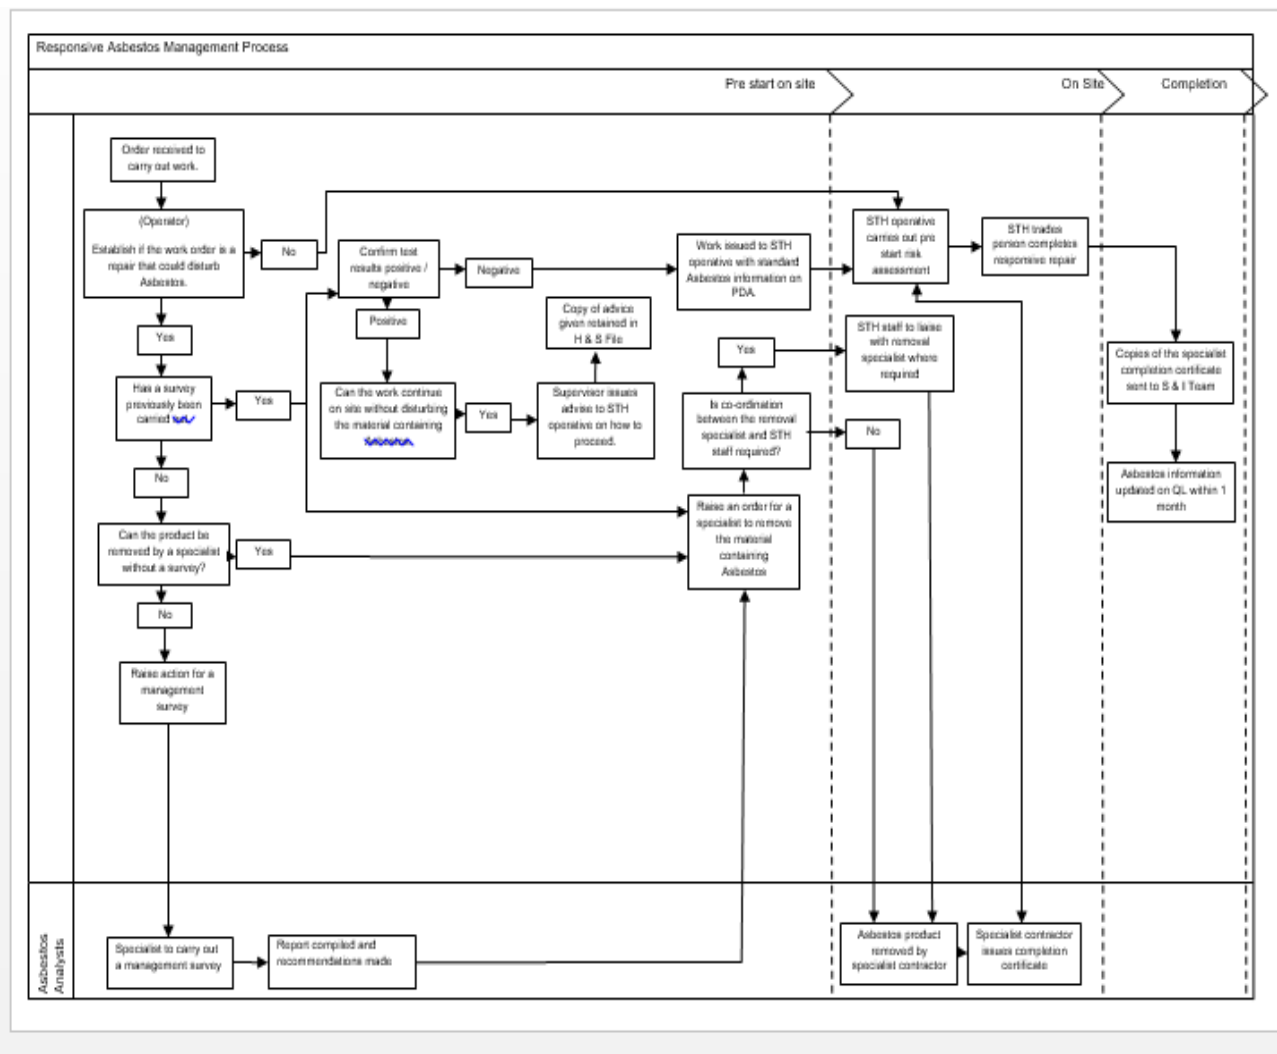 Responsive Asbestos Management Process
Pre start on site
On Site
Completion
Order received to
carry out work.
(Operator)
Establish if the work order is a
repair that could disturb
Asbestos.
No
Yes
Has a survey
previously been
carried
Yes
No
Can the product be
removed by a specialist
without a survey?
Yes
No
Raise action for a
management
survey
Confirm test
results positive /
negative
Negative
Positive
Can the work continue
on site without disturbing
the material containing
Yes
Copy of advice
given retained in
H & S File
Supervisor issues
advise to STH
operative on how to
proceed.
Work issued to STH
operative with standard
Asbestos information on
PDA.
Yes
Is co-ordination
between the removal
specialist and STH
staff required?
No
Raise an order for a
specialist to remove
the material
containing
Asbestos
STH operative
carries out pre
start risk
assessment
STH trades
person completes
responsive repair
STH staff to liaise
with removal
specialist where
required
Copies of the specialist
completion certificate
sent to S & I Team
Asbestos information
updated on QL within 1
month
Asbestos
Analysts
Specialist to carry out
a management survey
Report compiled and
recommendations made
Asbestos product
removed by
specialist contractor
Specialist contractor
issues completion
certificate